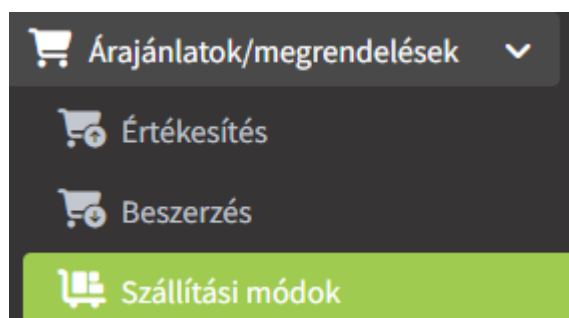 Árajánlatok/megrendelések
Értékesítés
Beszerzés
Szállítási módok